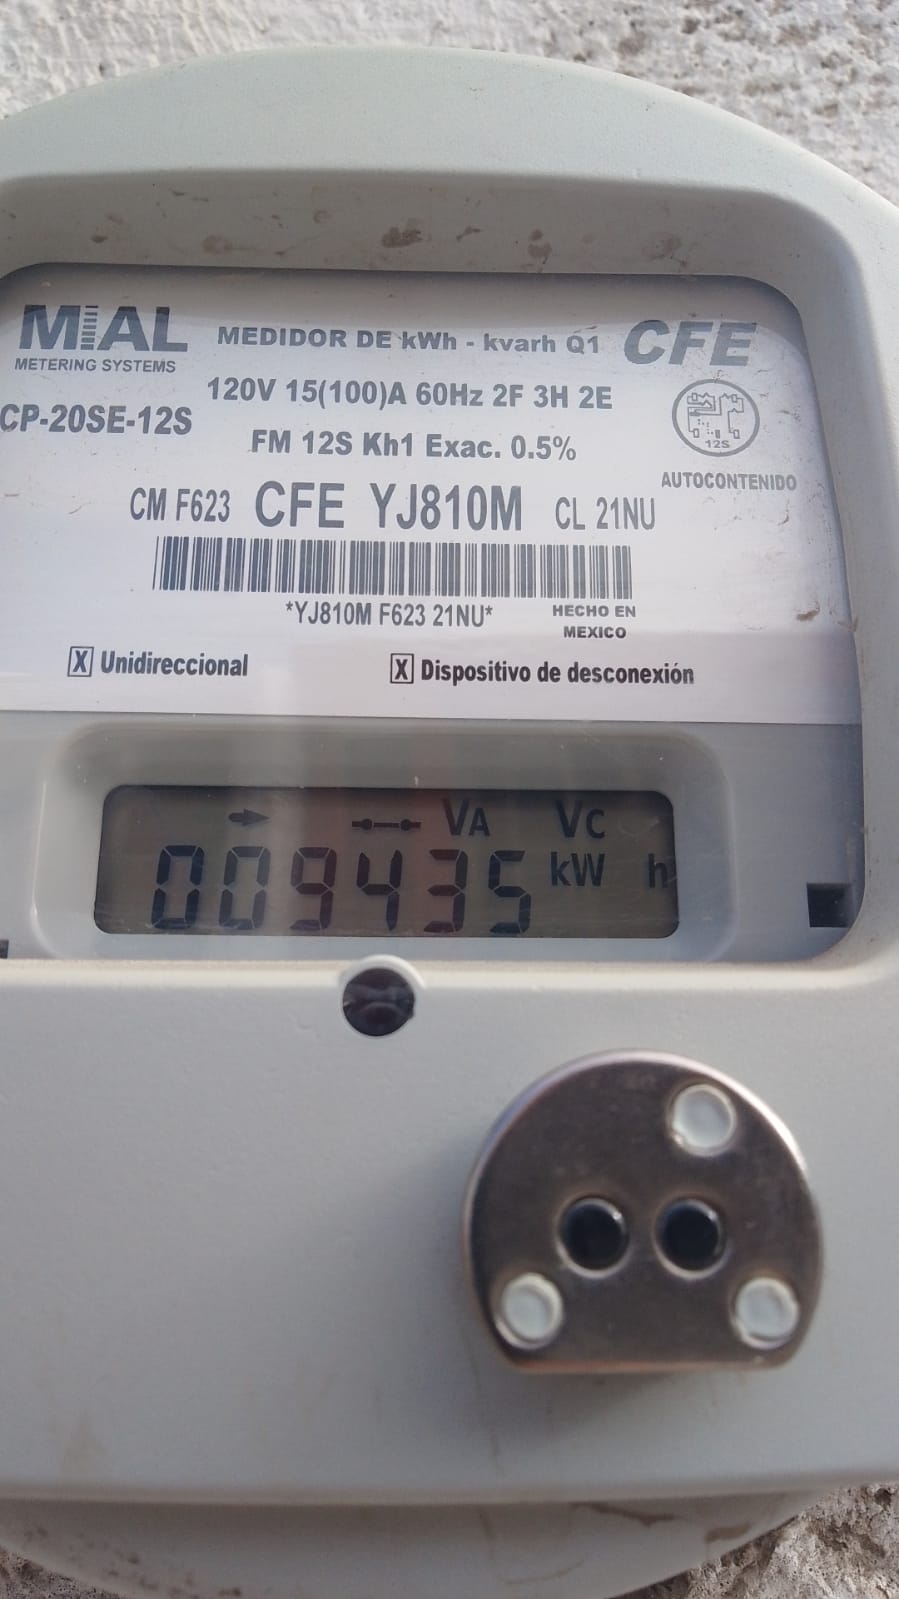 MIAL
METERING SYSTEMS
MEDIDOR DE kWh - kvarh Q1
CFE
120V 15(100)A 60Hz 2F 3H 2E
CP-20SE-12S
FM 12S Kh1 Exac. 0.5%
12S
AUTOCONTENIDO
CM F623 CFE YJ810M CL 21NU
*YJ810M F623 21NU*
HECHO EN
MEXICO
X Unidireccional
X Dispositivo de desconexión
VA VC
009435 kW h